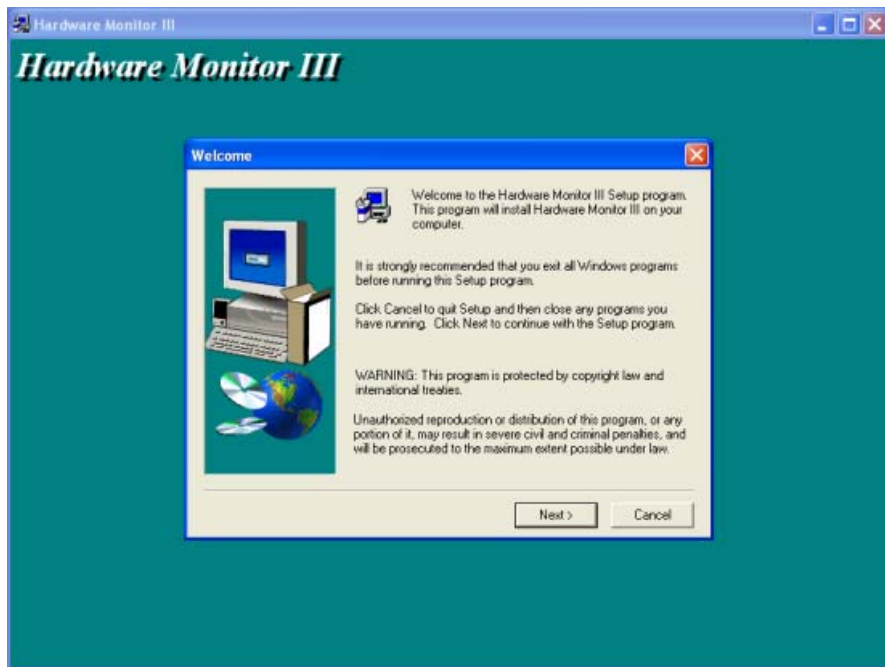 Hardware Monitor III
Hardware Monitor III
Welcome
Welcome to the Hardware Monitor III Setup program.
This program will install Hardware Monitor III on your
computer.
It is strongly recommended that you exit all Windows programs
before running this Setup program.
Click Cancel to quit Setup and then close any programs you
have running. Click Next to continue with the Setup program.
WARNING: This program is protected by copyright law and
international treaties.
Unauthorized reproduction or distribution of this program, or any
portion of it, may result in severe civil and criminal penalties, and
will be prosecuted to the maximum extent possible under law.
Next >
Cancel